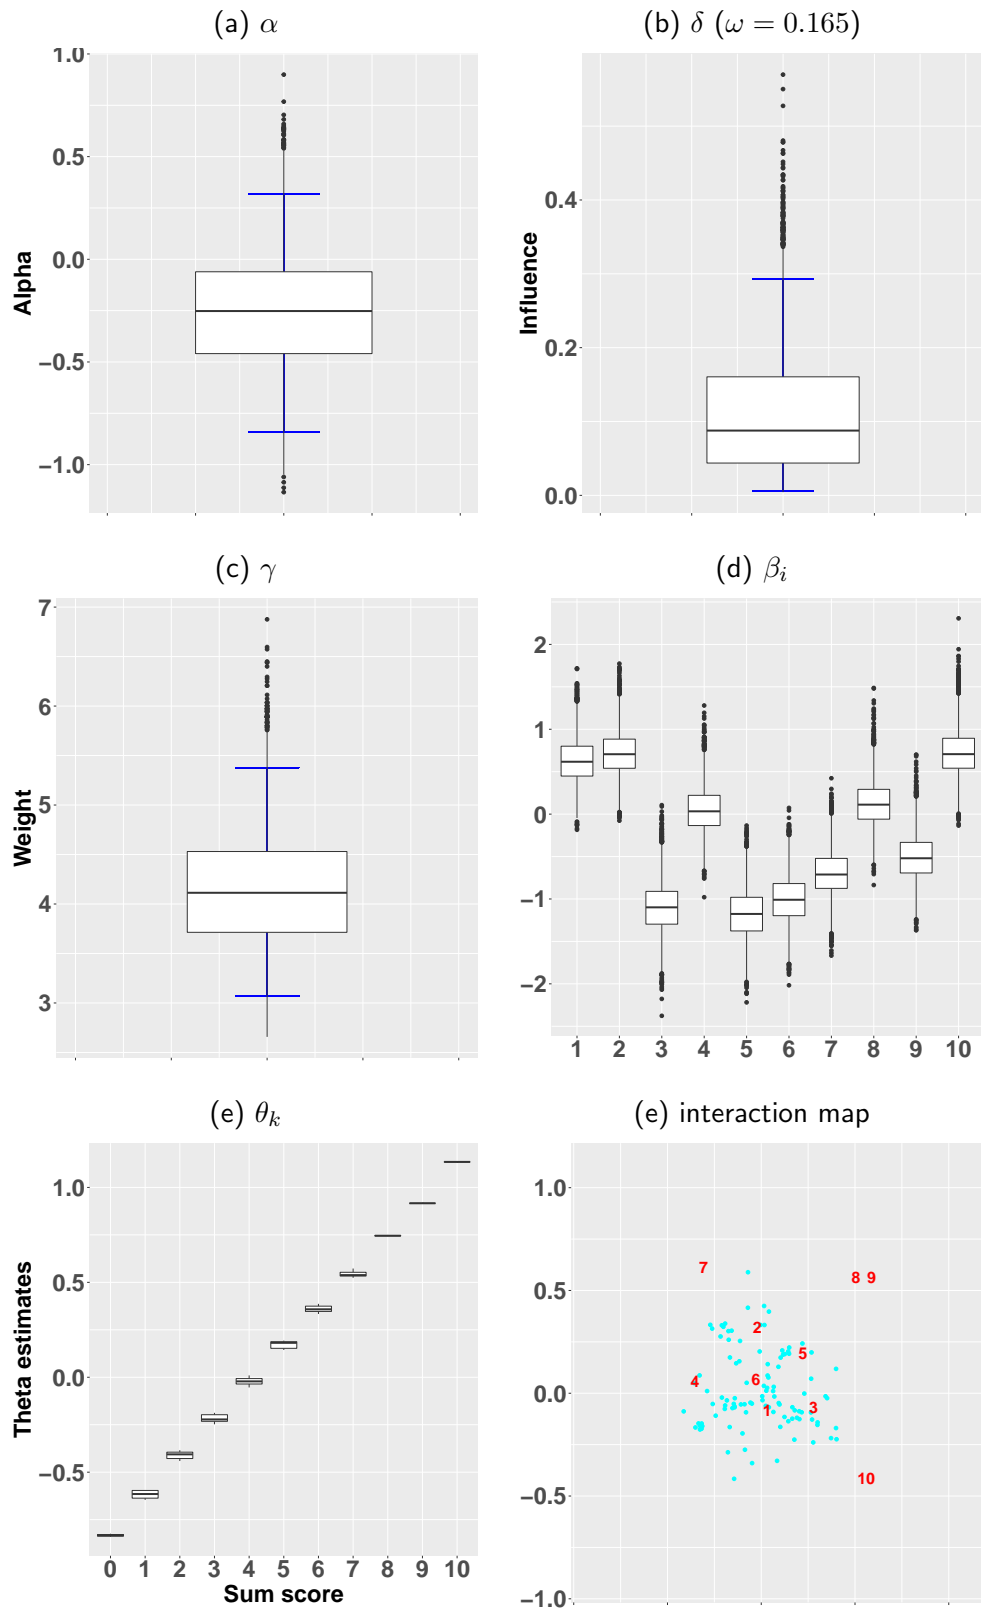 (a) α
1.0
0.5
0.0
−0.5
−1.0
Alpha
(b) δ (ω = 0.165)
0.4
0.2
0.0
Influence
(c) γ
7
6
5
4
3
Weight
(d) βi
2
1
0
−1
−2
1 2 3 4 5 6 7 8 9 10
(e) θk
1.0
0.5
0.0
−0.5
Theta estimates
0 1 2 3 4 5 6 7 8 9 10
Sum score
(e) interaction map
1.0
0.5
0.0
−0.5
−1.0
7
8 9
2
5
4
6
1
3
10